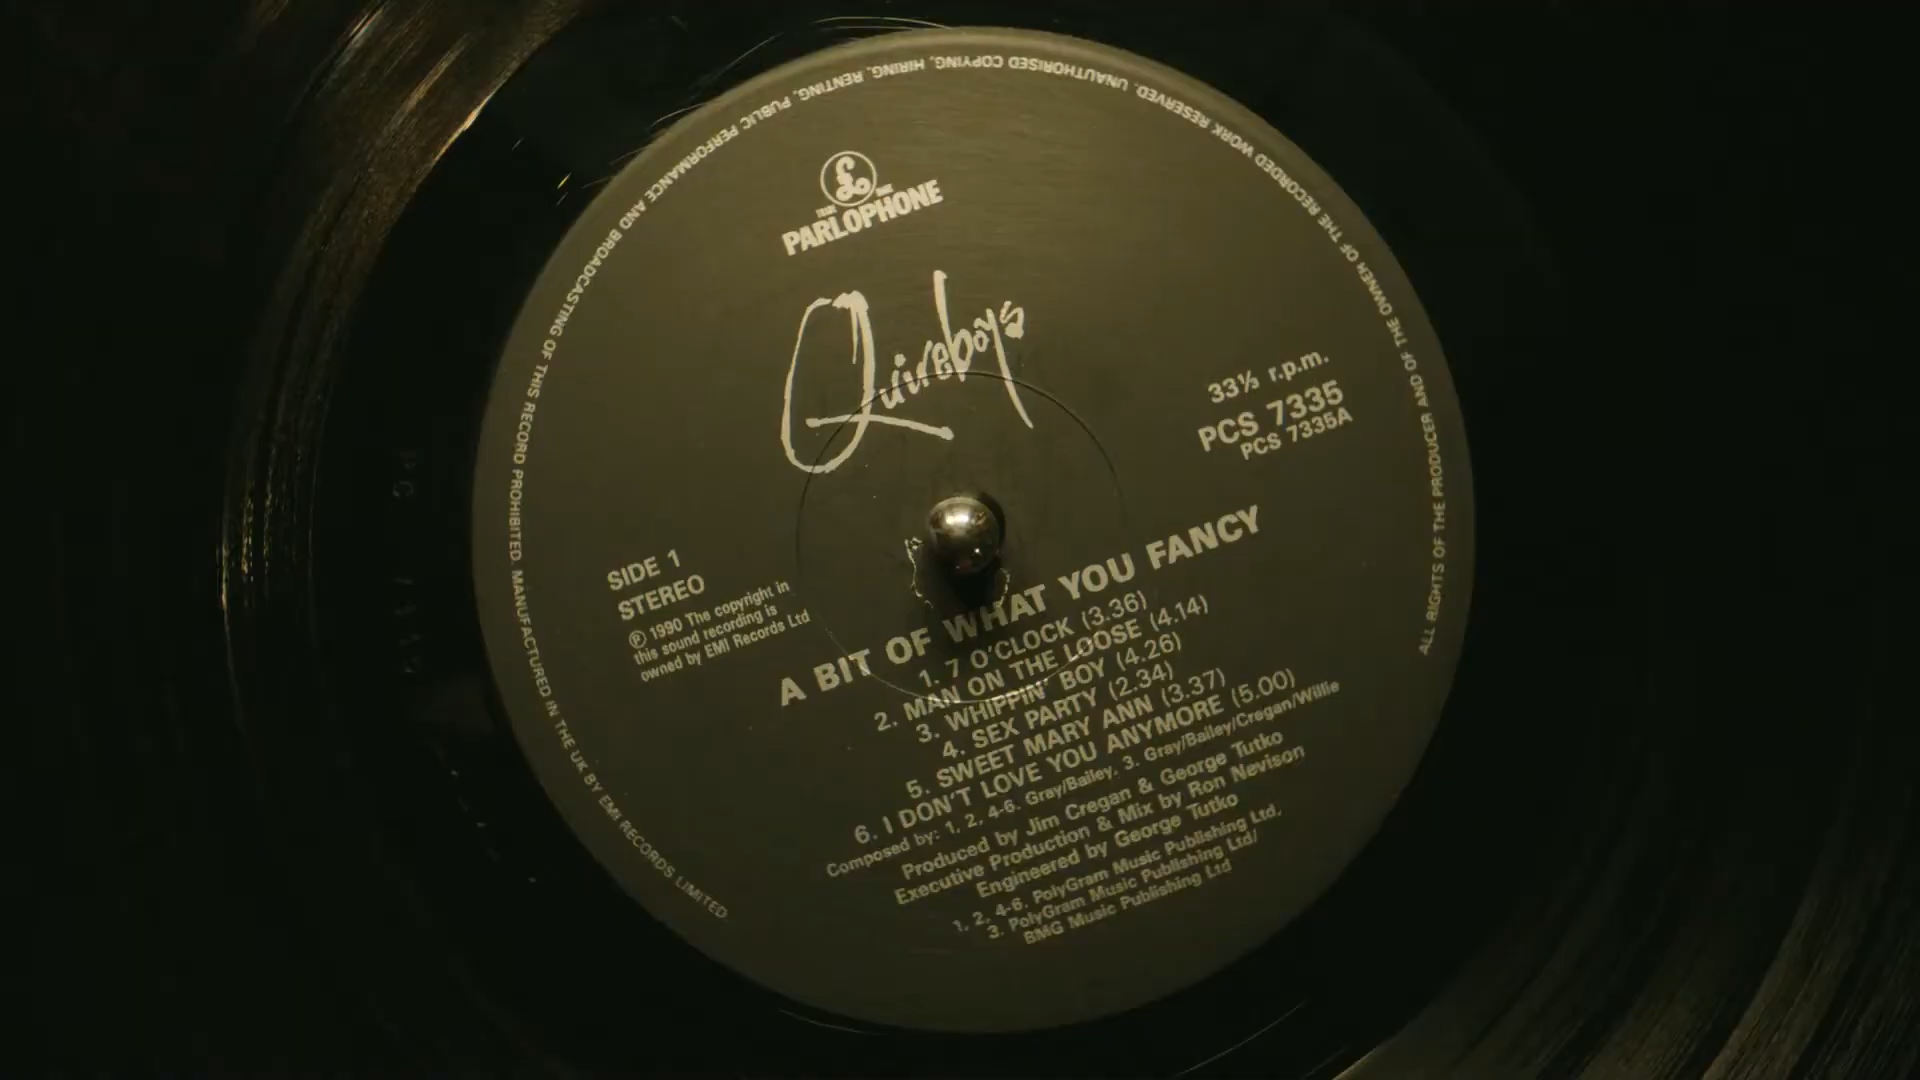 £
TRADE MARK
PARLOPHONE
Quireboys
33⅓ r.p.m.
PCS 7335
PCS 7335A
SIDE 1
STEREO
℗ 1990 The copyright in
this sound recording is
owned by EMI Records Ltd
A BIT OF WHAT YOU FANCY
1. 7 O'CLOCK (3.36)
2. MAN ON THE LOOSE (4.14)
3. WHIPPIN' BOY (4.26)
4. SEX PARTY (2.34)
5. SWEET MARY ANN (3.37)
6. I DON'T LOVE YOU ANYMORE (5.00)
Composed by: 1, 2, 4-6. Gray/Bailey, 3. Gray/Bailey/Cregan/Willie
Produced by Jim Cregan & George Tutko
Executive Production & Mix by Ron Nevison
Engineered by George Tutko
1, 2, 4-6. PolyGram Music Publishing Ltd,
3. PolyGram Music Publishing Ltd/
BMG Music Publishing Ltd
ALL RIGHTS OF THE PRODUCER AND OF THE OWNER OF THE RECORDED WORK RESERVED. UNAUTHORISED COPYING, HIRING, RENTING, PUBLIC PERFORMANCE AND BROADCASTING OF THIS RECORD PROHIBITED. MANUFACTURED IN THE UK BY EMI RECORDS LIMITED